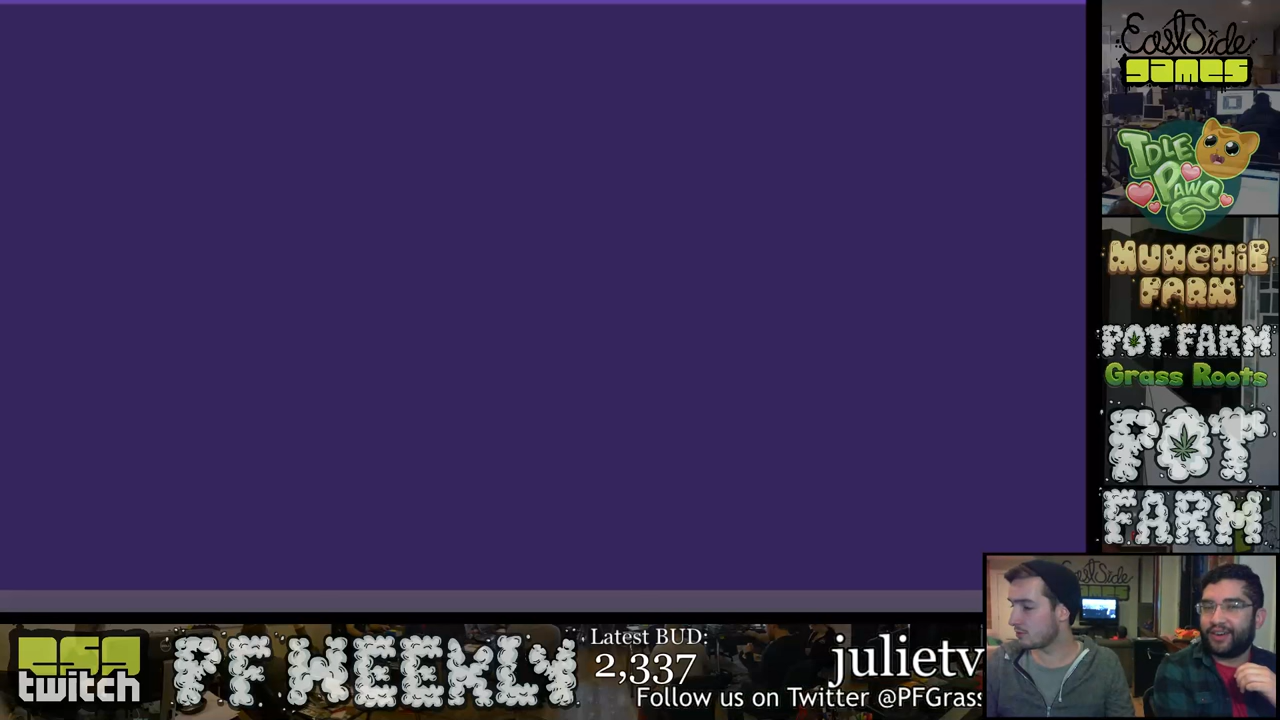 EastSide
games
IDLE
PAWS
MUNCHIE
FARM
POT FARM
Grass Roots
POT
FARM
EastSide
esg
twitch
PF WEEKLY
Latest BUD:
2,337
julietv
Follow us on Twitter @PFGrass